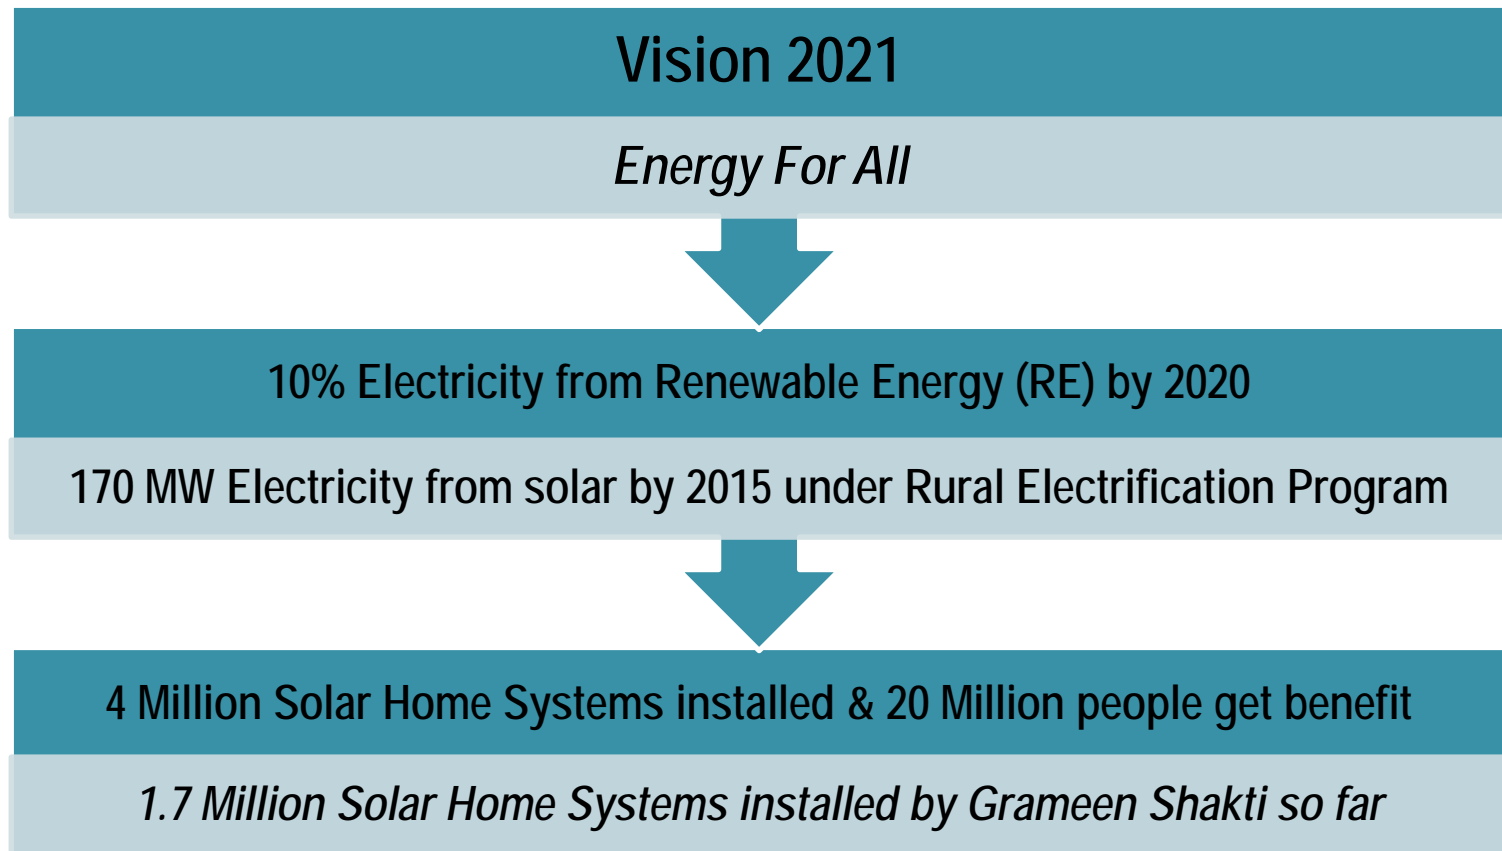 Vision 2021
Energy For All
10% Electricity from Renewable Energy (RE) by 2020
170 MW Electricity from solar by 2015 under Rural Electrification Program
4 Million Solar Home Systems installed & 20 Million people get benefit
1.7 Million Solar Home Systems installed by Grameen Shakti so far